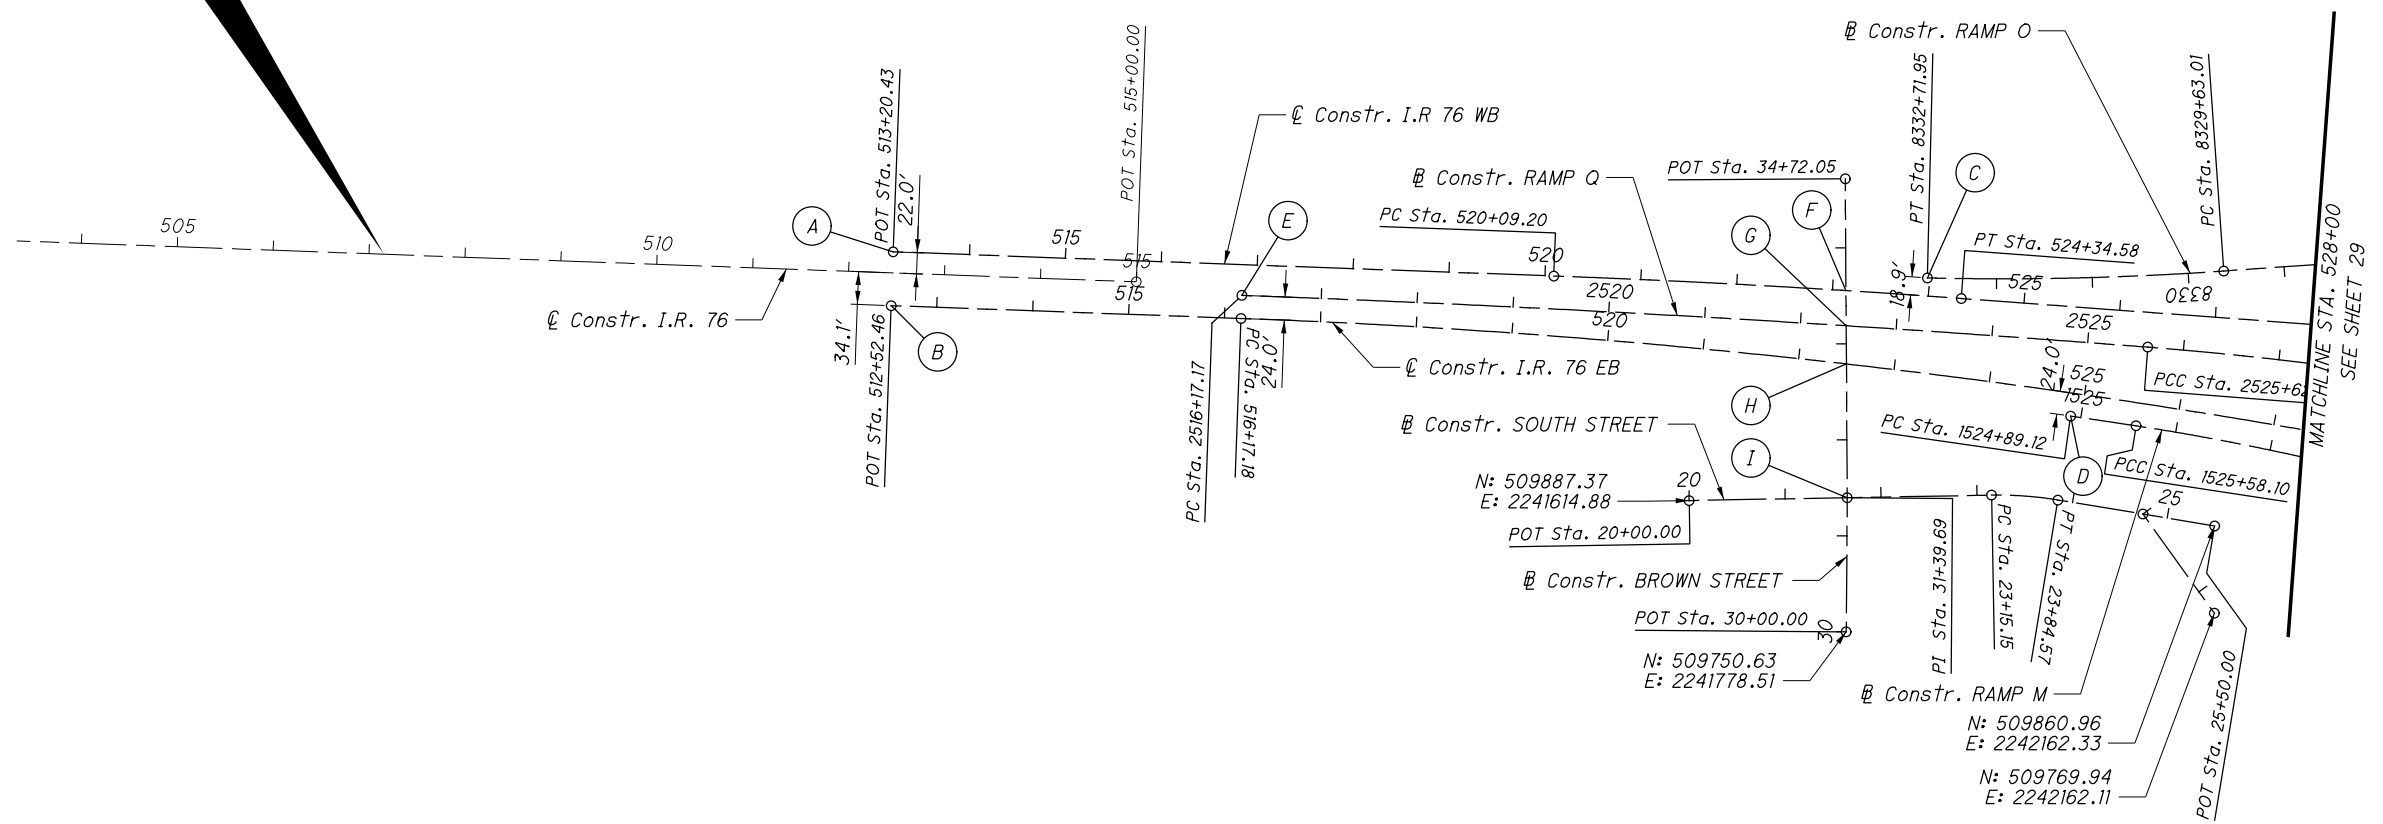 ℄ Constr. RAMP O
POT Sta. 513+20.43
22.0'
POT Sta. 515+00.00
℄ Constr. I.R 76 WB
℄ Constr. RAMP Q
POT Sta. 34+72.05
PT Sta. 8332+71.95
PC Sta. 8329+63.01
C
A
E
F
G
PC Sta. 520+09.20
PT Sta. 524+34.58
505
510
515
515
520
525
18.9'
8330
2520
2525
515
520
℄ Constr. I.R. 76
34.1'
B
POT Sta. 512+52.46
PC Sta. 2516+17.17
PC Sta. 516+17.18
24.0'
℄ Constr. I.R. 76 EB
H
24.0'
525
1525
PCC Sta. 2525+62
MATCHLINE STA. 528+00
SEE SHEET 29
℄ Constr. SOUTH STREET
PC Sta. 1524+89.12
I
D
PCC Sta. 1525+58.10
N: 509887.37
E: 2241614.88
20
25
POT Sta. 20+00.00
PI Sta. 31+39.69
PC Sta. 23+15.15
PT Sta. 23+84.57
℄ Constr. BROWN STREET
POT Sta. 30+00.00
30
N: 509750.63
E: 2241778.51
℄ Constr. RAMP M
N: 509860.96
E: 2242162.33
N: 509769.94
E: 2242162.11
POT Sta. 25+50.00